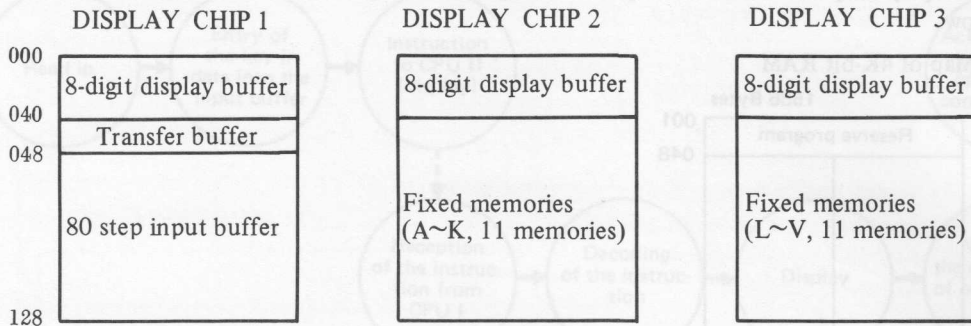 DISPLAY CHIP 1
DISPLAY CHIP 2
DISPLAY CHIP 3
000
8-digit display buffer
8-digit display buffer
8-digit display buffer
040
Transfer buffer
048
80 step input buffer
Fixed memories
(A~K, 11 memories)
Fixed memories
(L~V, 11 memories)
128